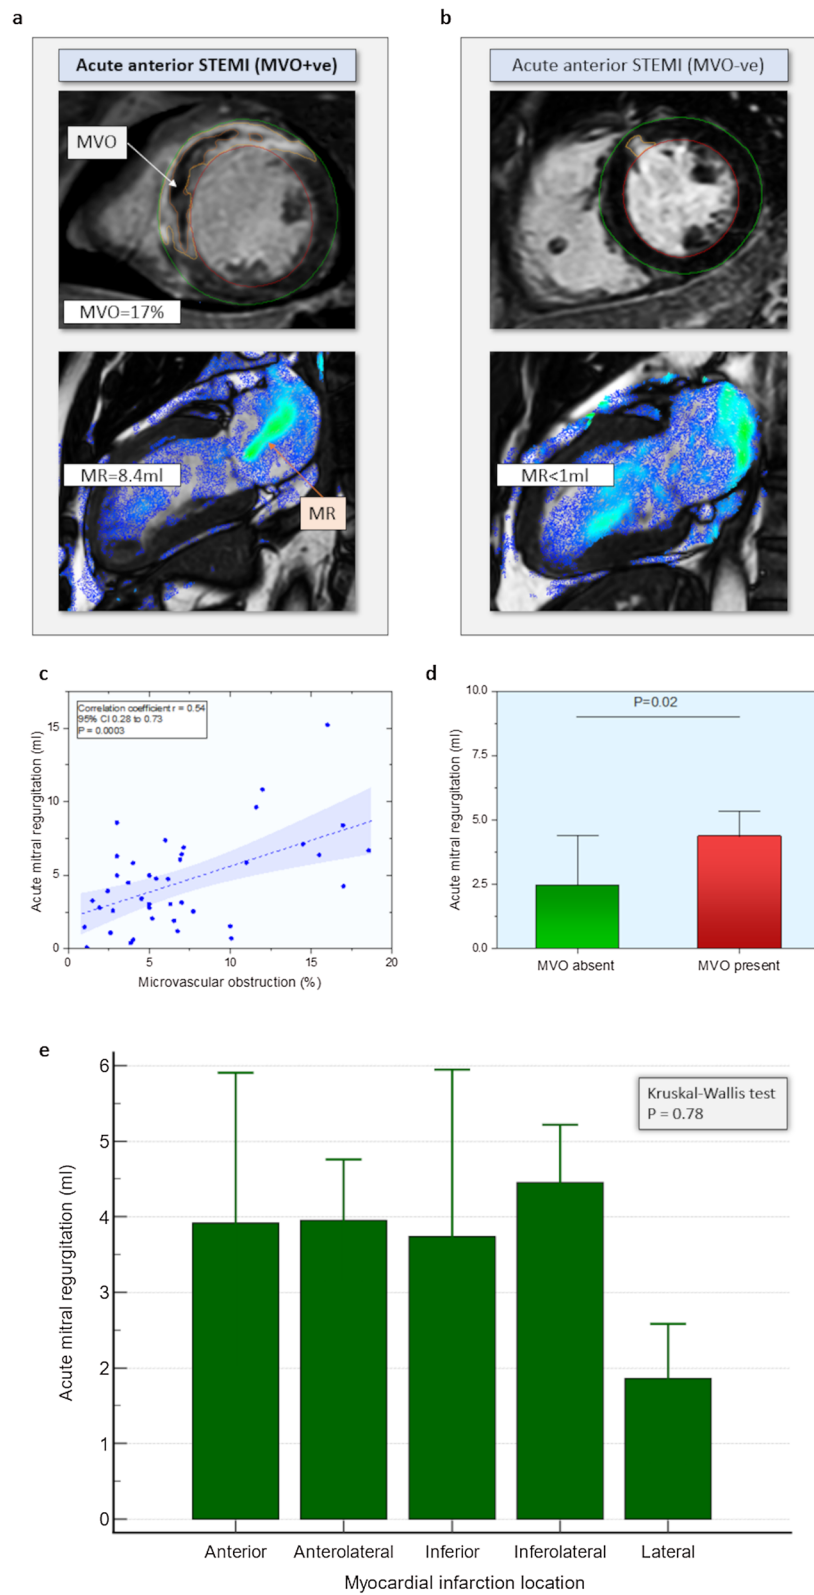 a
b
Acute anterior STEMI (MVO+ve)
Acute anterior STEMI (MVO-ve)
MVO
MVO=17%
MR=8.4ml
MR
MR<1ml
c
d
Correlation coefficient r = 0.54
95% CI 0.28 to 0.73
P = 0.0003
Acute mitral regurgitation (ml)
15
10
5
0
0
5
10
15
20
Microvascular obstruction (%)
P=0.02
Acute mitral regurgitation (ml)
10.0
7.5
5.0
2.5
0.0
MVO absent
MVO present
e
Kruskal-Wallis test
P = 0.78
Acute mitral regurgitation (ml)
6
5
4
3
2
1
0
Anterior
Anterolateral
Inferior
Inferolateral
Lateral
Myocardial infarction location